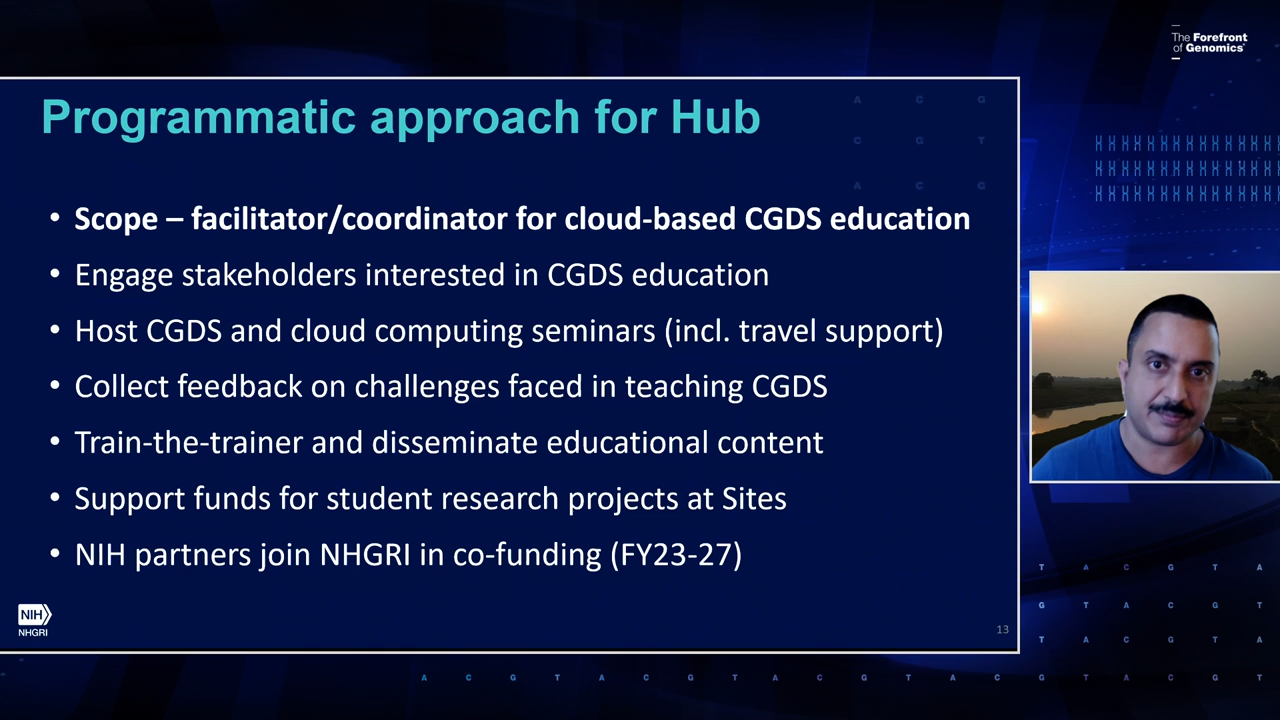 The Forefront
of Genomics®
Programmatic approach for Hub
A C G
C G T
A C G
• Scope – facilitator/coordinator for cloud-based CGDS education
• Engage stakeholders interested in CGDS education
• Host CGDS and cloud computing seminars (incl. travel support)
• Collect feedback on challenges faced in teaching CGDS
• Train-the-trainer and disseminate educational content
• Support funds for student research projects at Sites
• NIH partners join NHGRI in co-funding (FY23-27)
NIH
NHGRI
13
T A C G T A
G T A C G T
T A C G T A
A C G T A C G T A C G T A C G T A C G T